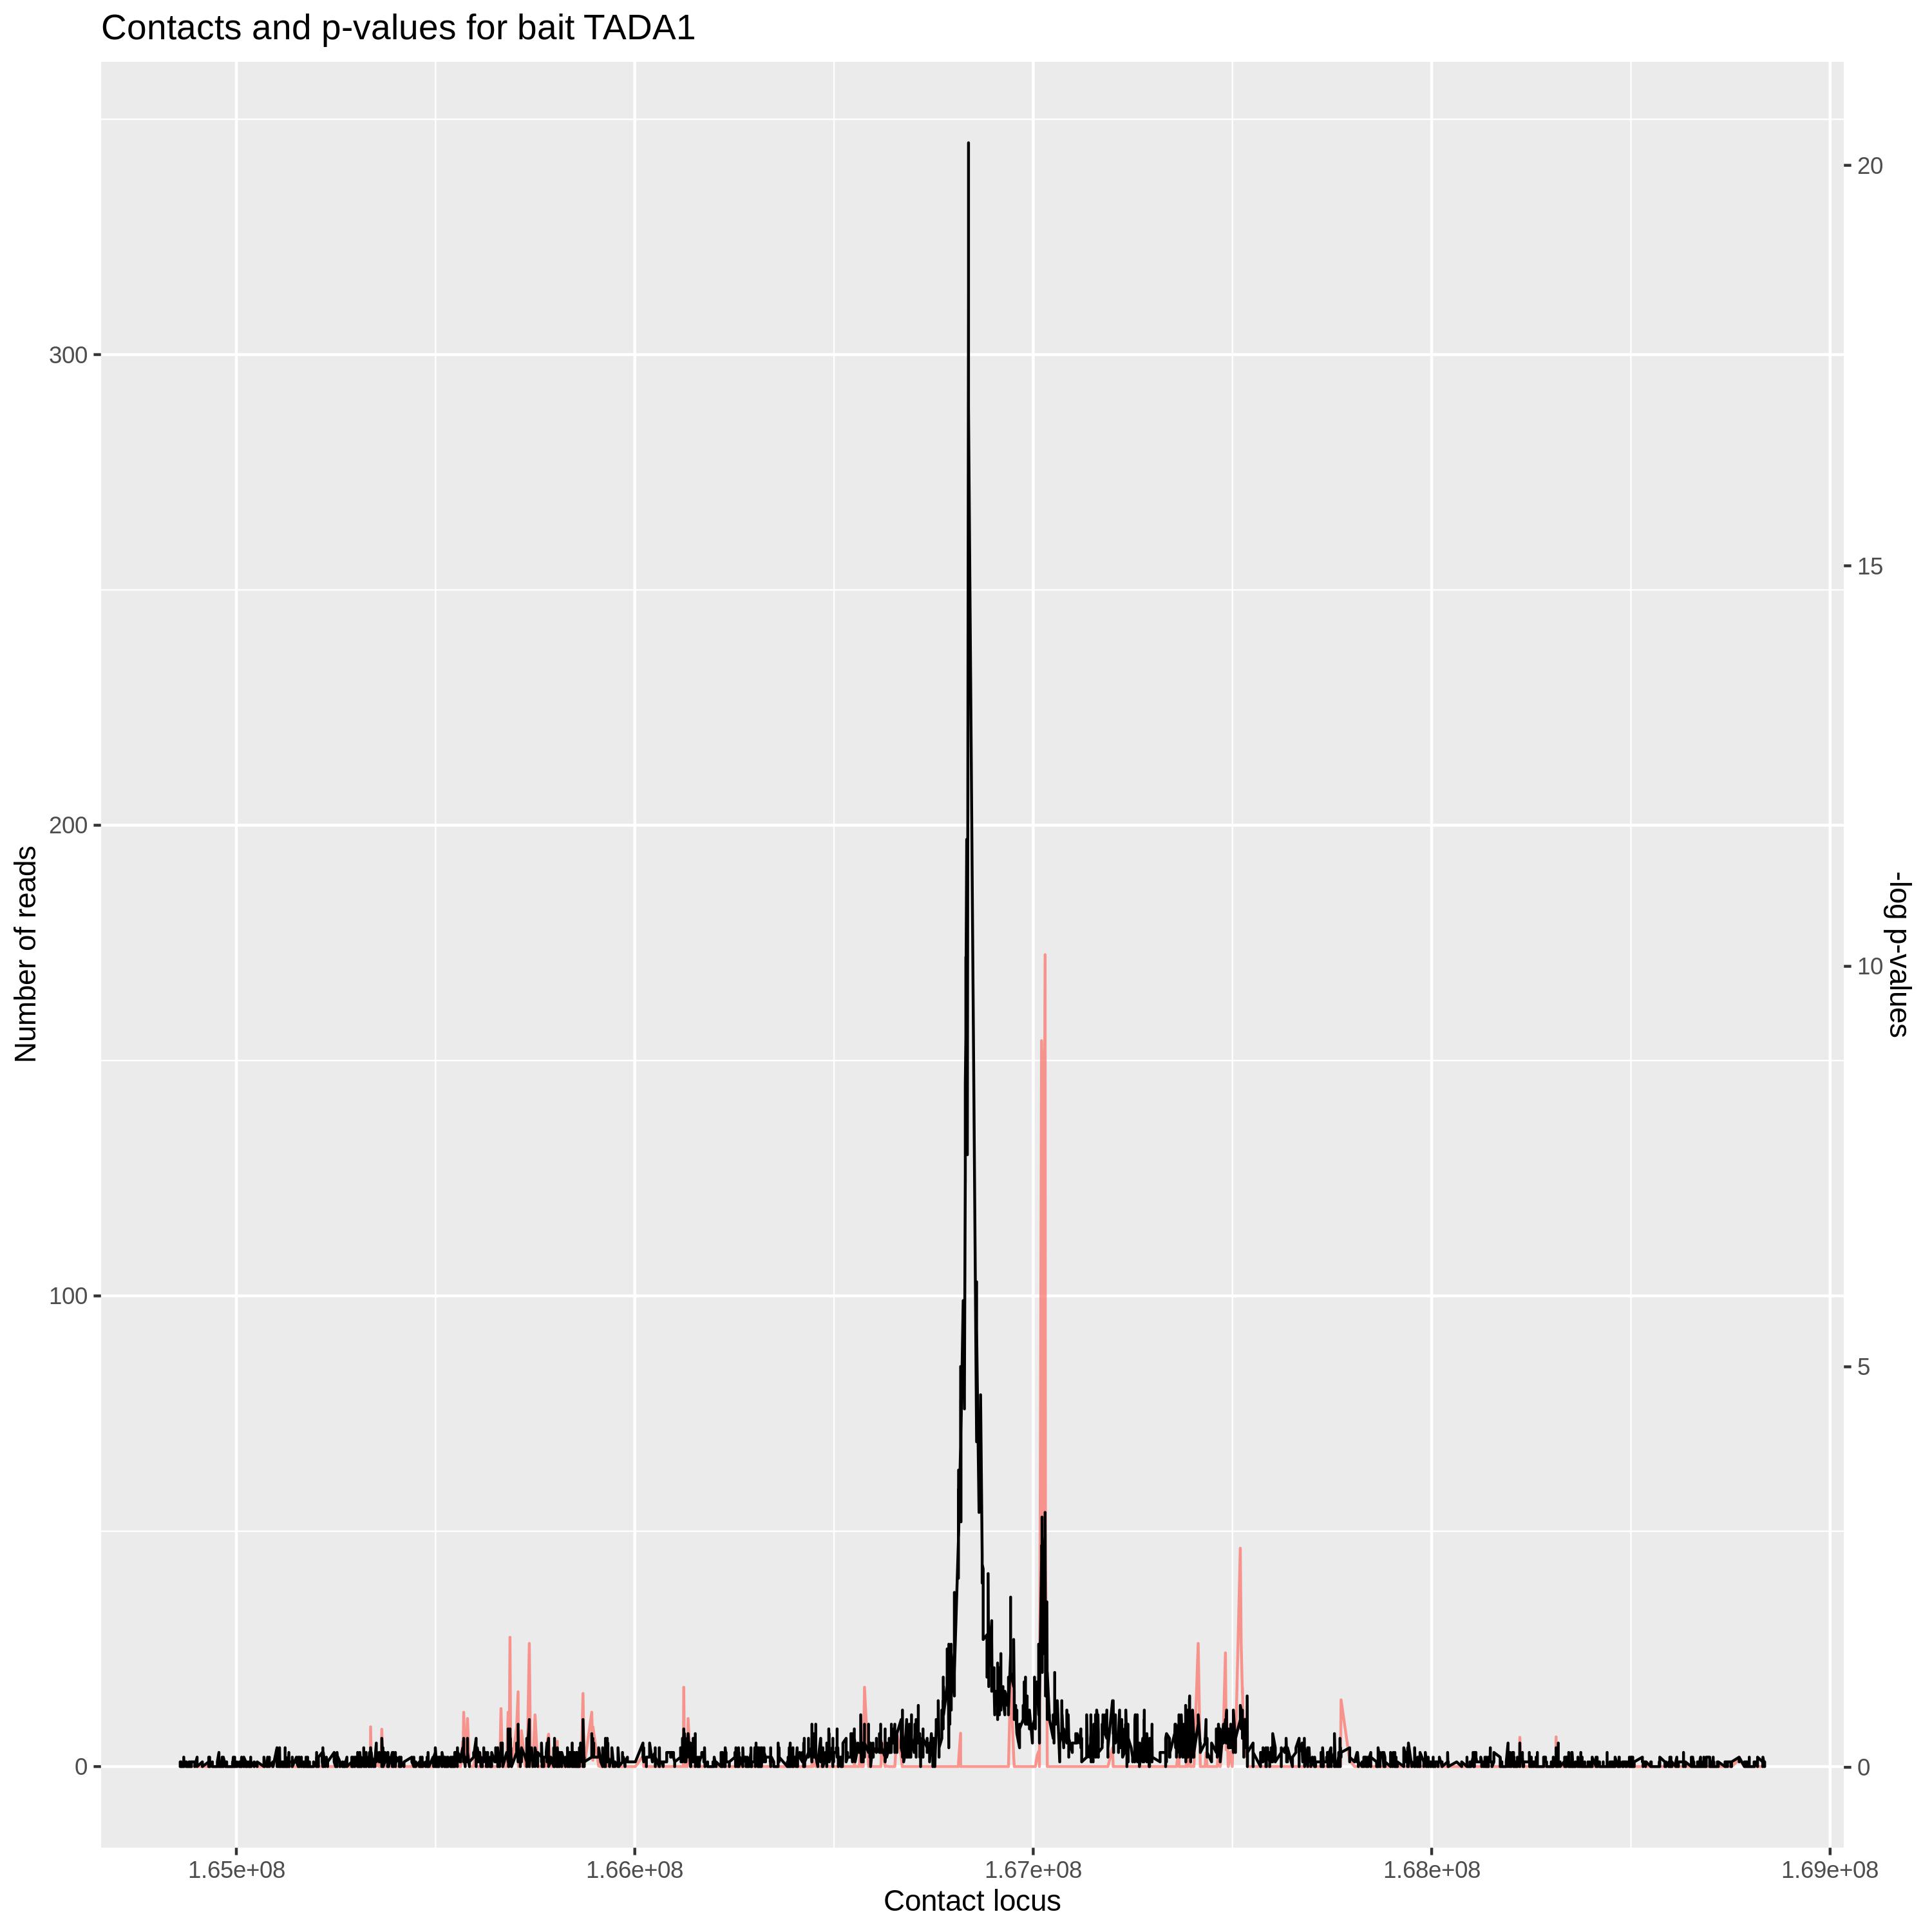 Contacts and p-values for bait TADA1
300
200
100
0
Number of reads
20
15
10
5
0
-log p-values
1.65e+08
1.66e+08
1.67e+08
1.68e+08
1.69e+08
Contact locus